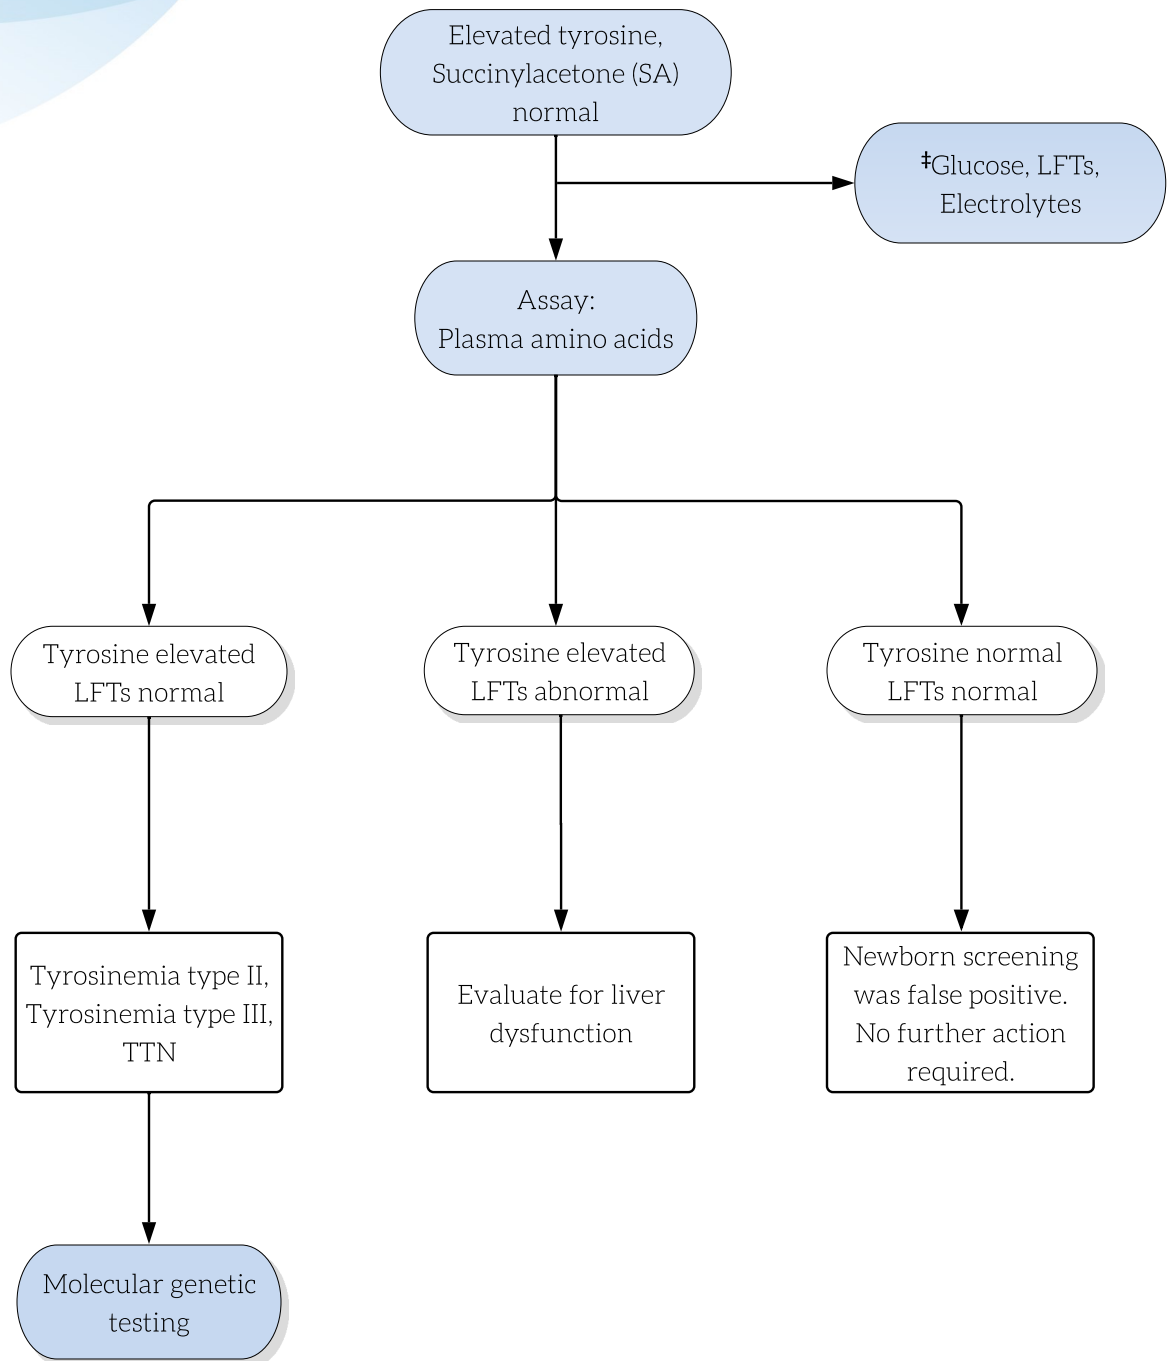 Elevated tyrosine,
Succinylacetone (SA)
normal
‡Glucose, LFTs,
Electrolytes
Assay:
Plasma amino acids
Tyrosine elevated
LFTs normal
Tyrosine elevated
LFTs abnormal
Tyrosine normal
LFTs normal
Tyrosinemia type II,
Tyrosinemia type III,
TTN
Evaluate for liver
dysfunction
Newborn screening
was false positive.
No further action
required.
Molecular genetic
testing